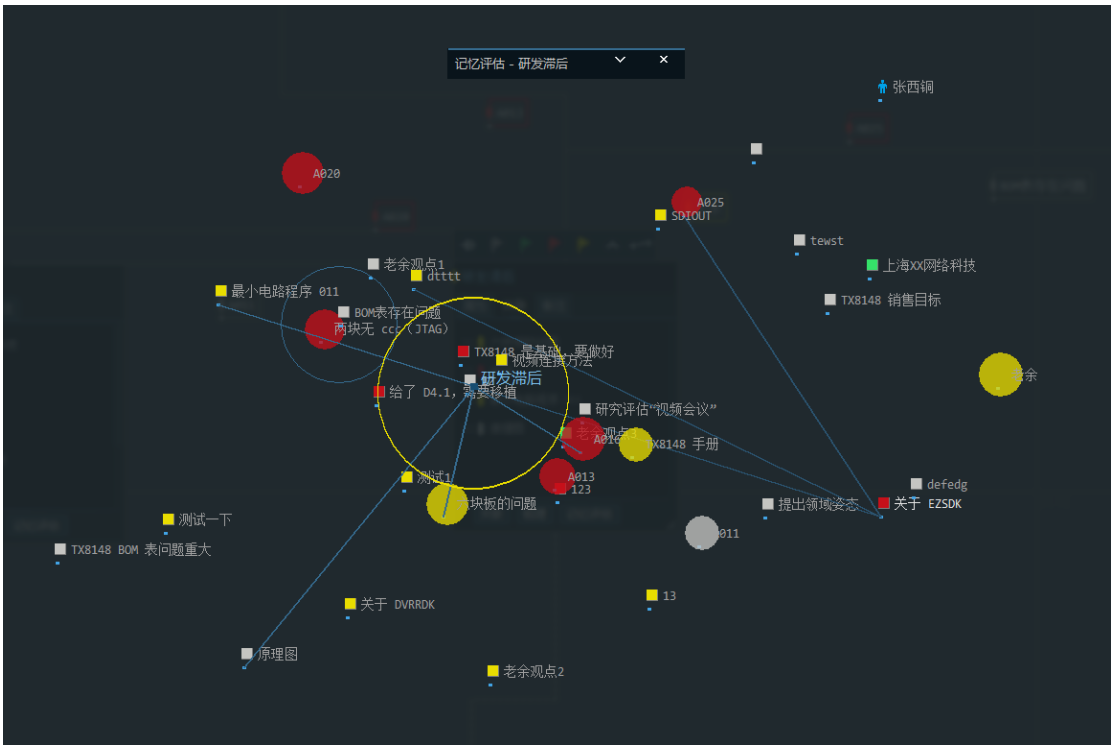 记忆评估 - 研发滞后
张西铜
A020
A025
SDIOUT
tewst
老余观点1
上海XX网络科技
dtttt
最小电路程序 011
TX8148 销售目标
BOM表存在问题
两块无 ccc（JTAG）
TX8148 是基础，要做好
视频连接方法
研发滞后
给了 D4.1，需要移植
研究评估“视频会议”
老余观点3
TX8148 手册
测试1
A013
123
块板的问题
defedg
提出领域姿态
关于 EZSDK
测试一下
011
TX8148 BOM 表问题重大
13
关于 DVRRDK
原理图
老余观点2